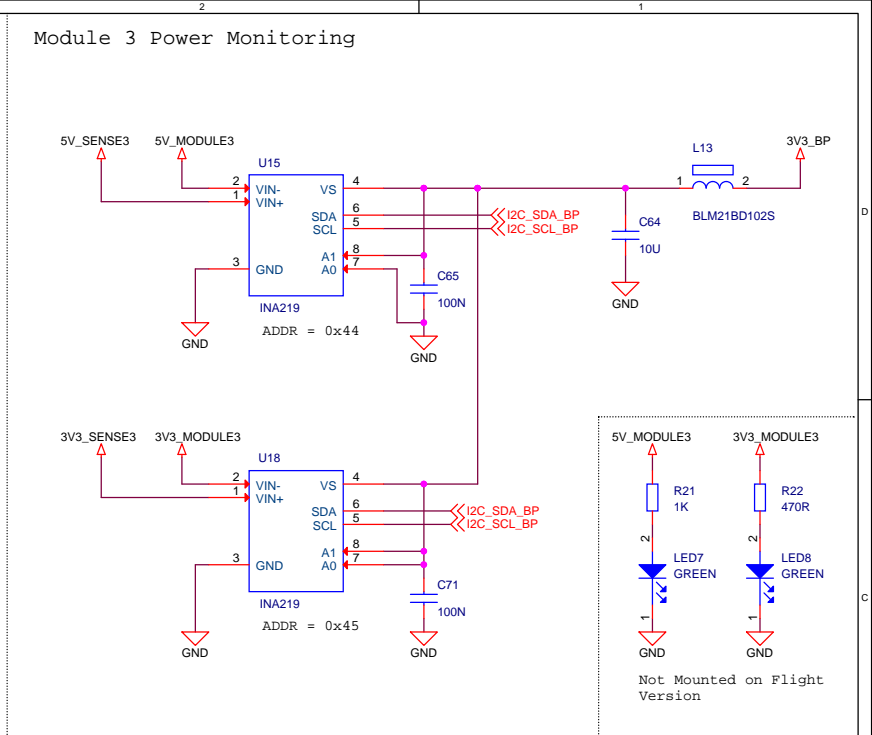 2
1
Module 3 Power Monitoring
5V_SENSE3
5V_MODULE3
L13
3V3_BP
U15
2
VIN-
VS
4
1
VIN+
1
2
SDA
6
I2C_SDA_BP
SCL
5
I2C_SCL_BP
C64
BLM21BD102S
D
10U
A1
8
3
GND
A0
7
C65
100N
GND
INA219
ADDR = 0x44
GND
GND
3V3_SENSE3
3V3_MODULE3
5V_MODULE3
3V3_MODULE3
U18
2
VIN-
VS
4
1
VIN+
R21
1K
R22
470R
SDA
6
I2C_SDA_BP
SCL
5
I2C_SCL_BP
2
2
A1
8
3
GND
A0
7
LED7
GREEN
LED8
GREEN
C71
100N
C
INA219
ADDR = 0x45
1
1
GND
GND
GND
GND
Not Mounted on Flight
Version